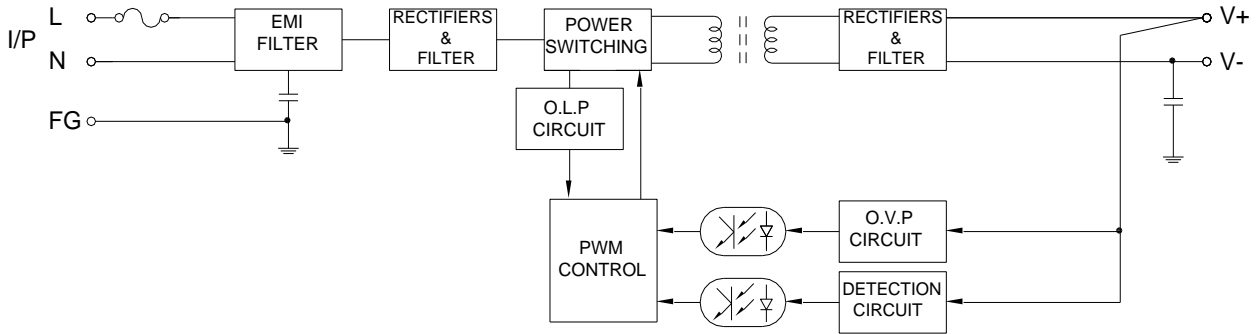 I/P
L
N
FG
EMI
FILTER
RECTIFIERS
&
FILTER
POWER
SWITCHING
RECTIFIERS
&
FILTER
V+
V-
O.L.P
CIRCUIT
PWM
CONTROL
O.V.P
CIRCUIT
DETECTION
CIRCUIT